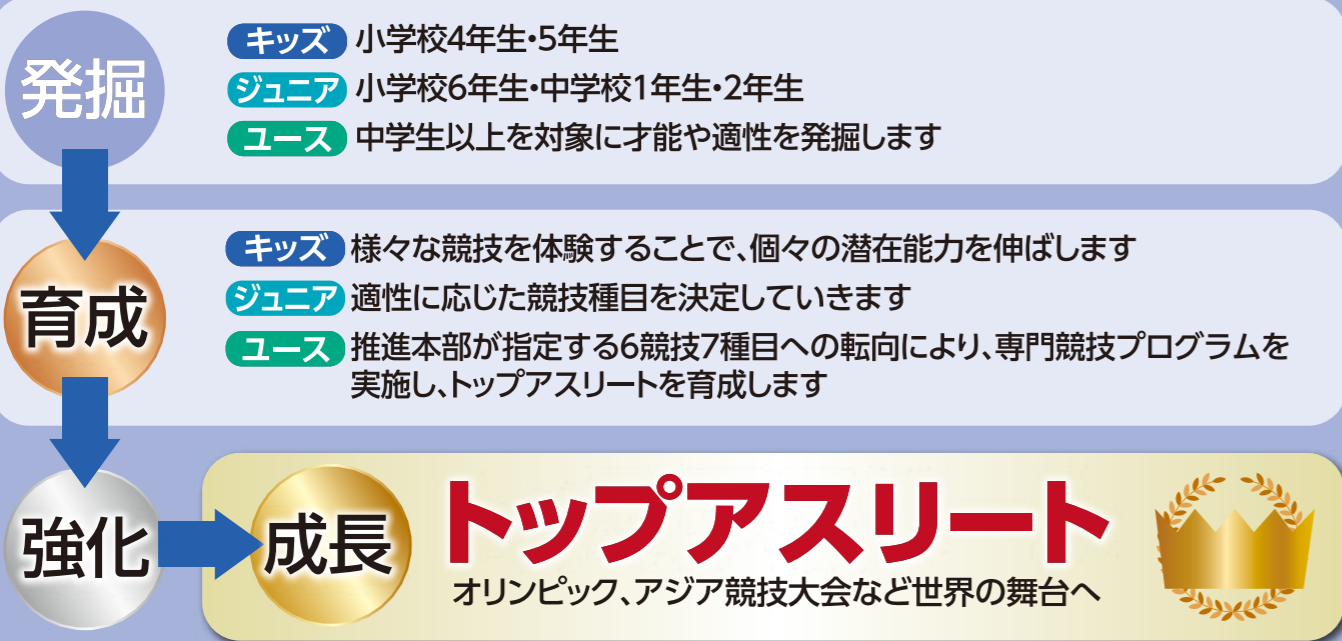 発掘
キッズ 小学校4年生・5年生
ジュニア 小学校6年生・中学校1年生・2年生
ユース 中学生以上を対象に才能や適性を発掘します
育成
キッズ 様々な競技を体験することで、個々の潜在能力を伸ばします
ジュニア 適性に応じた競技種目を決定していきます
ユース 推進本部が指定する6競技7種目への転向により、専門競技プログラムを
実施し、トップアスリートを育成します
強化
成長
トップアスリート
オリンピック、アジア競技大会など世界の舞台へ